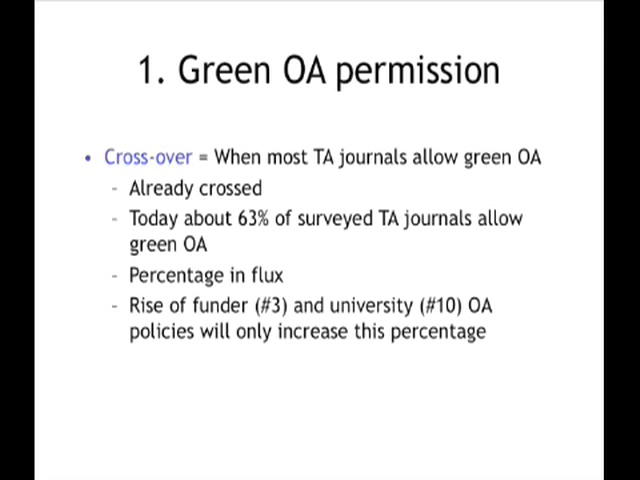 1. Green OA permission
• Cross-over = When most TA journals allow green OA
- Already crossed
- Today about 63% of surveyed TA journals allow
green OA
- Percentage in flux
- Rise of funder (#3) and university (#10) OA
policies will only increase this percentage